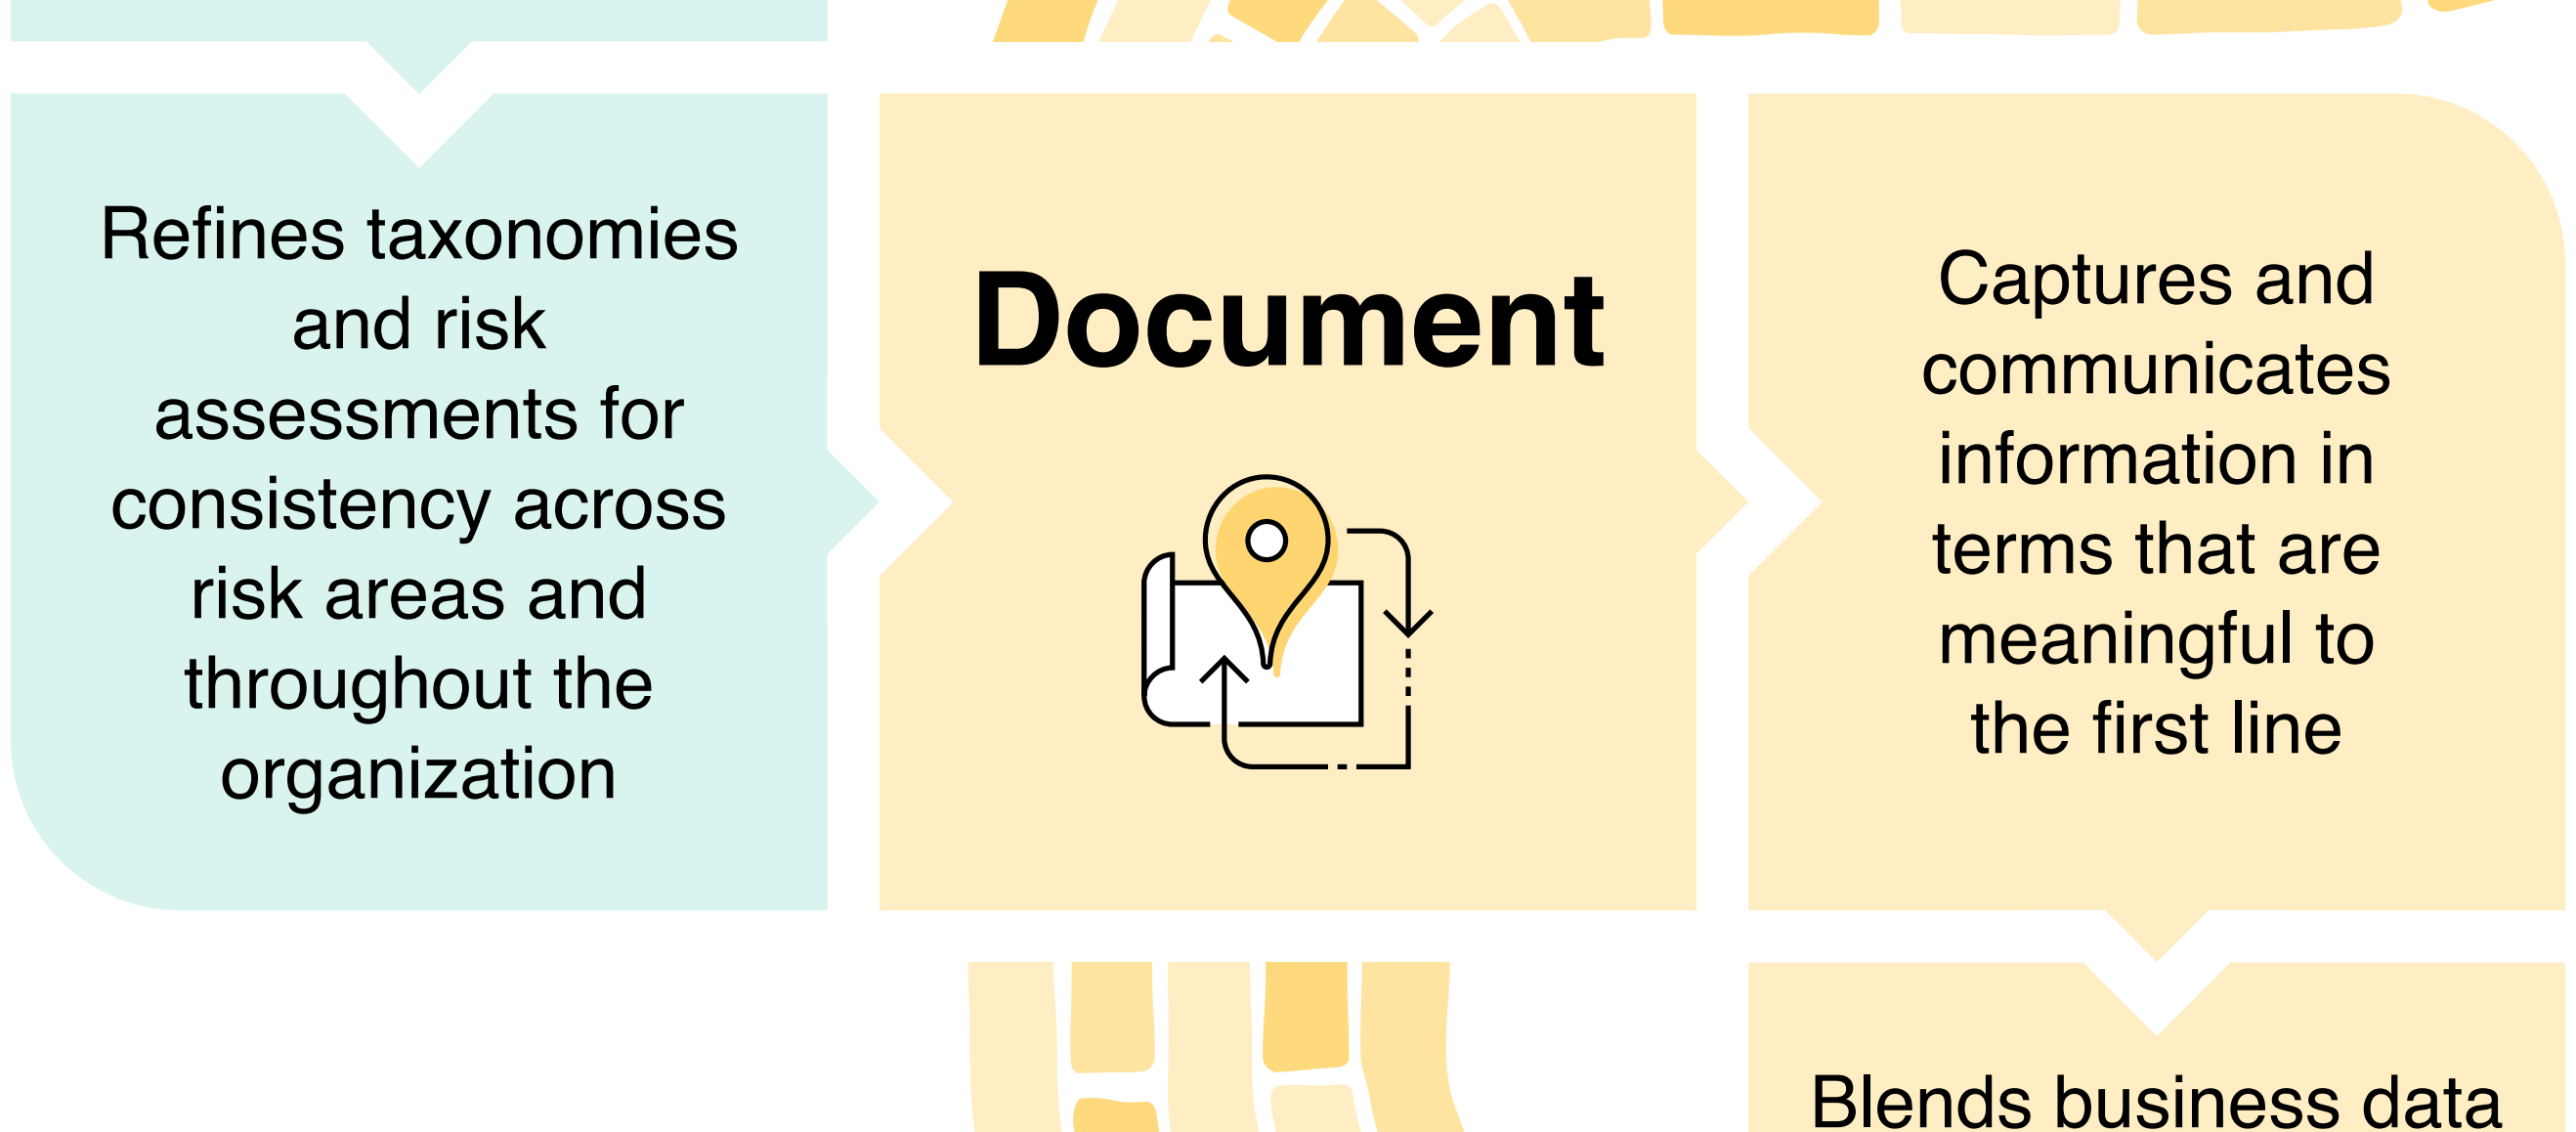 Refines taxonomies
and risk
assessments for
consistency across
risk areas and
throughout the
organization
Document
Captures and
communicates
information in
terms that are
meaningful to
the first line
Blends business data